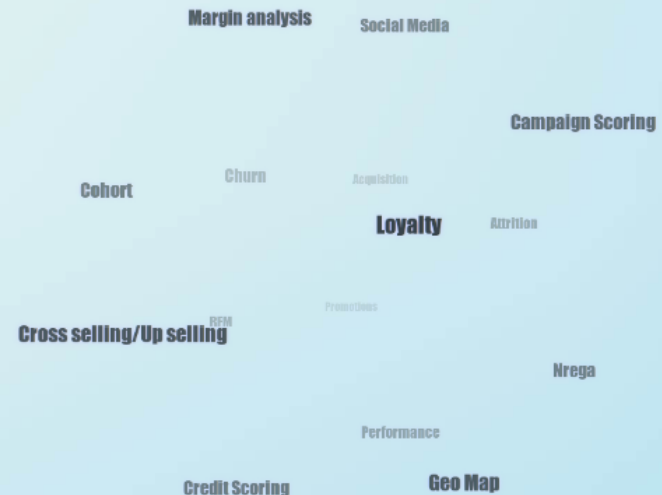 Margin analysis
Social Media
Campaign Scoring
Churn
Acquisition
Cohort
Loyalty
Attrition
Promotions
RFM
Cross selling/Up selling
Nrega
Performance
Geo Map
Credit Scoring